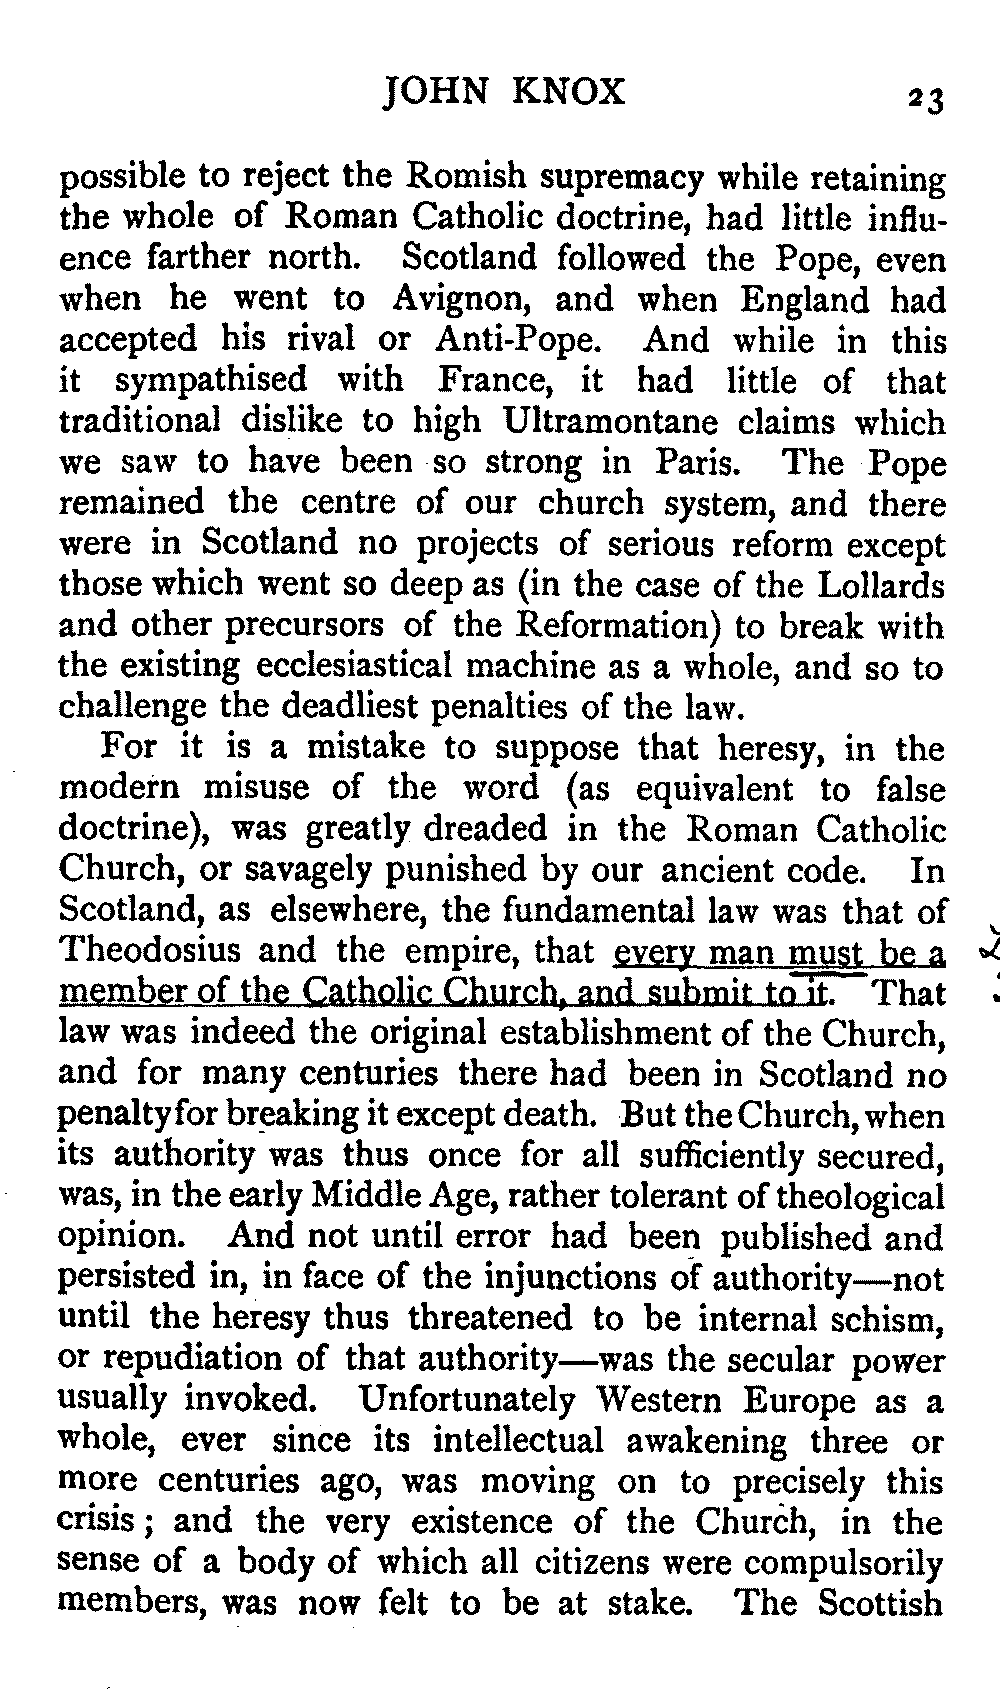 JOHN KNOX 23
possible to reject the Romish supremacy while retaining
the whole of Roman Catholic doctrine, had little influ-
ence farther north. Scotland followed the Pope, even
when he went to Avignon, and when England had
accepted his rival or Anti-Pope. And while in this
it sympathised with France, it had little of that
traditional dislike to high Ultramontane claims which
we saw to have been so strong in Paris. The Pope
remained the centre of our church system, and there
were in Scotland no projects of serious reform except
those which went so deep as (in the case of the Lollards
and other precursors of the Reformation) to break with
the existing ecclesiastical machine as a whole, and so to
challenge the deadliest penalties of the law.
For it is a mistake to suppose that heresy, in the
modern misuse of the word (as equivalent to false
doctrine), was greatly dreaded in the Roman Catholic
Church, or savagely punished by our ancient code. In
Scotland, as elsewhere, the fundamental law was that of
Theodosius and the empire, that every man must be a
member of the Catholic Church, and submit to it. That
law was indeed the original establishment of the Church,
and for many centuries there had been in Scotland no
penalty for breaking it except death. But the Church, when
its authority was thus once for all sufficiently secured,
was, in the early Middle Age, rather tolerant of theological
opinion. And not until error had been published and
persisted in, in face of the injunctions of authority—not
until the heresy thus threatened to be internal schism,
or repudiation of that authority—was the secular power
usually invoked. Unfortunately Western Europe as a
whole, ever since its intellectual awakening three or
more centuries ago, was moving on to precisely this
crisis; and the very existence of the Church, in the
sense of a body of which all citizens were compulsorily
members, was now felt to be at stake. The Scottish